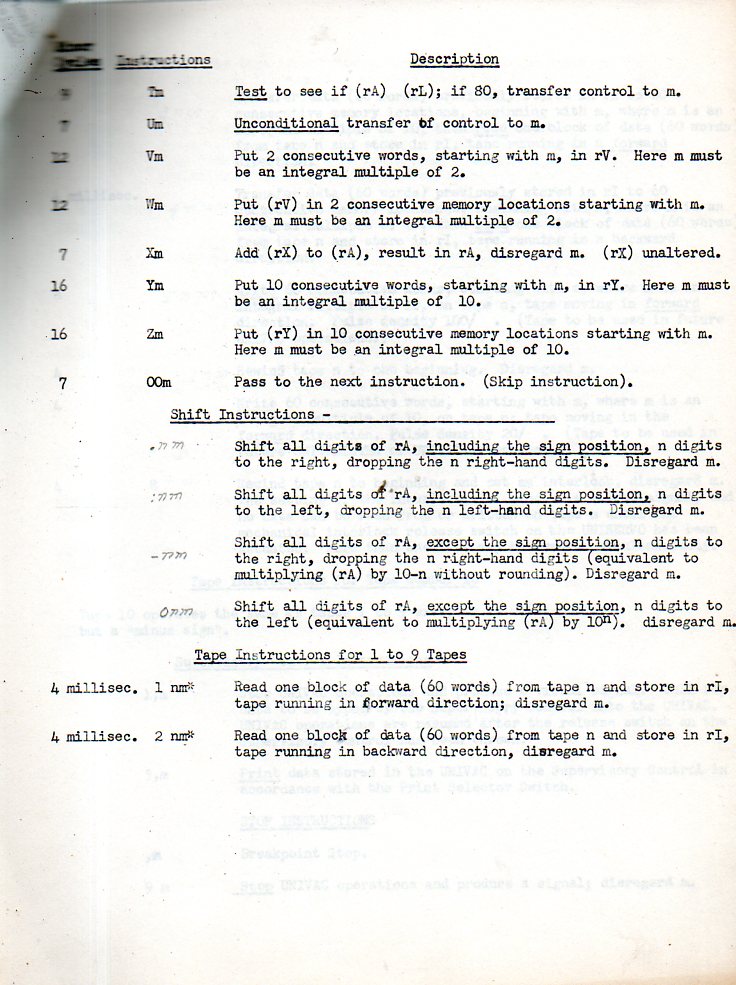 Instructions Description
Tm Test to see if (rA) (rL); if 80, transfer control to m.
7 Um Unconditional transfer of control to m.
12 Vm Put 2 consecutive words, starting with m, in rV. Here m must
be an integral multiple of 2.
12 Wm Put (rV) in 2 consecutive memory locations starting with m.
Here m must be an integral multiple of 2.
7 Xm Add (rX) to (rA), result in rA, disregard m. (rX) unaltered.
16 Ym Put 10 consecutive words, starting with m, in rY. Here m must
be an integral multiple of 10.
16 Zm Put (rY) in 10 consecutive memory locations starting with m.
Here m must be an integral multiple of 10.
7 00m Pass to the next instruction. (Skip instruction).
Shift Instructions -
.nm Shift all digits of rA, including the sign position, n digits
to the right, dropping the n right-hand digits. Disregard m.
;nm Shift all digits of rA, including the sign position, n digits
to the left, dropping the n left-hand digits. Disregard m.
-nm Shift all digits of rA, except the sign position, n digits to
the right, dropping the n right-hand digits (equivalent to
multiplying (rA) by 10-n without rounding). Disregard m.
0nm Shift all digits of rA, except the sign position, n digits to
the left (equivalent to multiplying (rA) by 10ⁿ). disregard m.
Tape Instructions for 1 to 9 Tapes
4 millisec. 1 nm* Read one block of data (60 words) from tape n and store in rI,
tape running in forward direction; disregard m.
4 millisec. 2 nm* Read one block of data (60 words) from tape n and store in rI,
tape running in backward direction, disregard m.